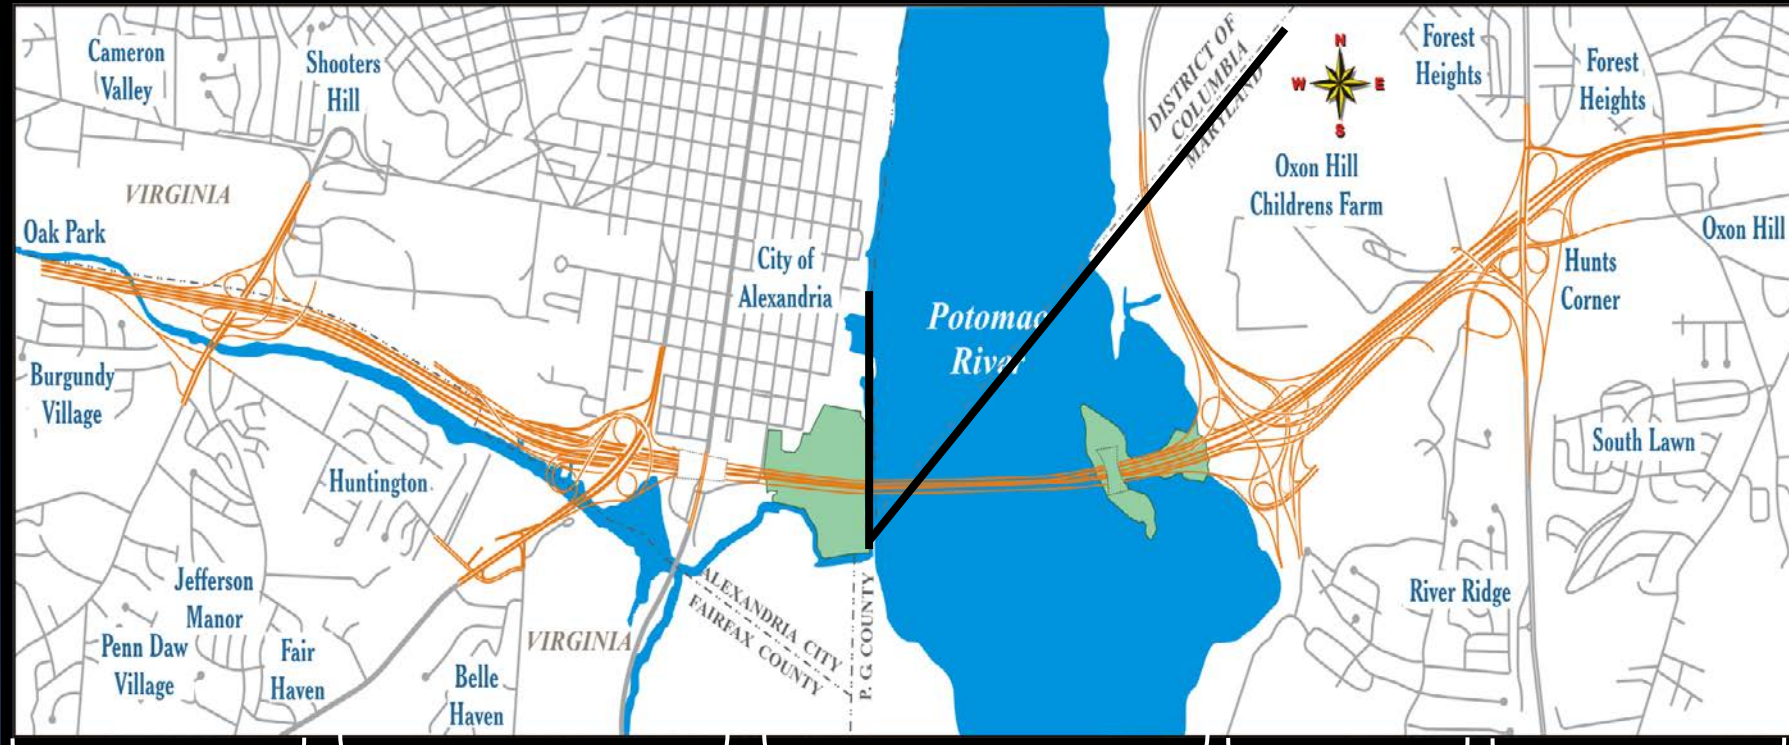 Cameron
Valley
Shooters
Hill
DISTRICT OF
COLUMBIA
MARYLAND
N
W
E
S
Forest
Heights
Forest
Heights
VIRGINIA
Oxon Hill
Childrens Farm
Oak Park
City of
Alexandria
Oxon Hill
Hunts
Corner
Potomac
River
Burgundy
Village
Huntington
South Lawn
Jefferson
Manor
River Ridge
ALEXANDRIA CITY
FAIRFAX COUNTY
P. G COUNTY
VIRGINIA
Penn Daw
Village
Fair
Haven
Belle
Haven